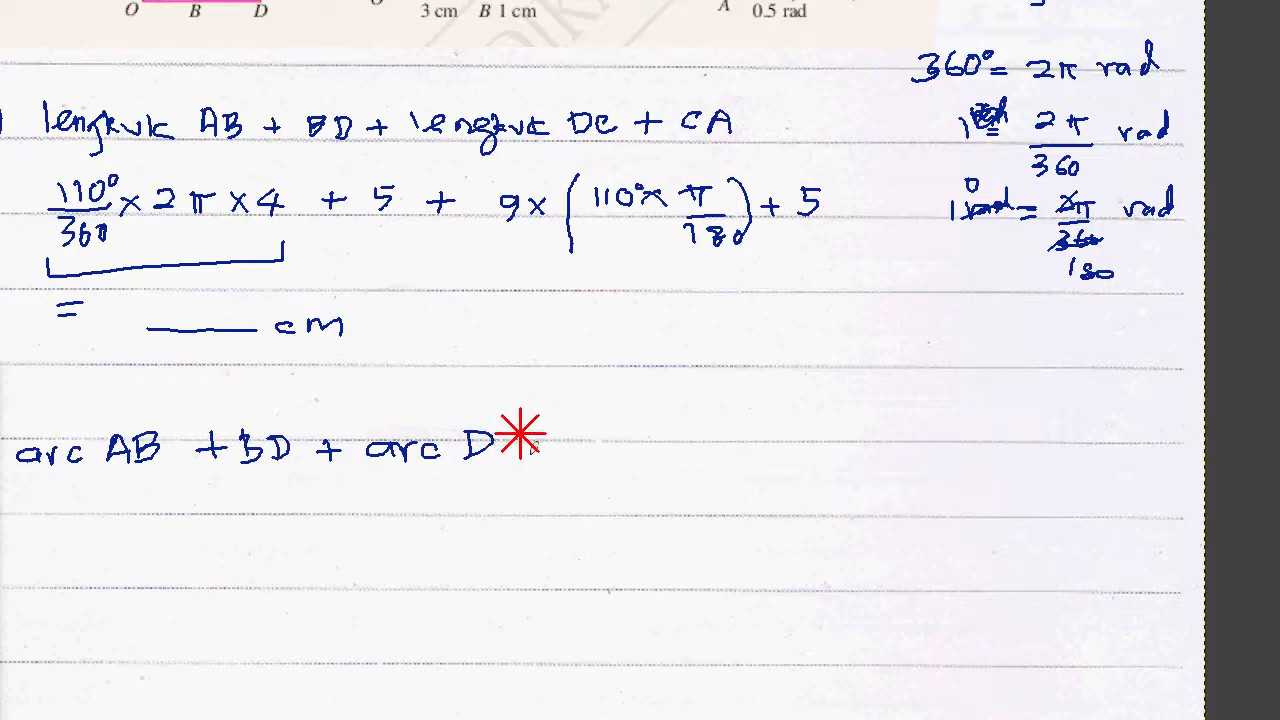 O B D 3 cm B 1 cm A 0.5 rad
360° = 2π rad
lengkuk AB + BD + lengkuk DC + CA
1 = 2π/360 rad
110°/360 × 2π × 4 + 5 + 9 × (110° × π/180) + 5
1° = 2π/360 rad
180
= ____ cm
arc AB + BD + arc D